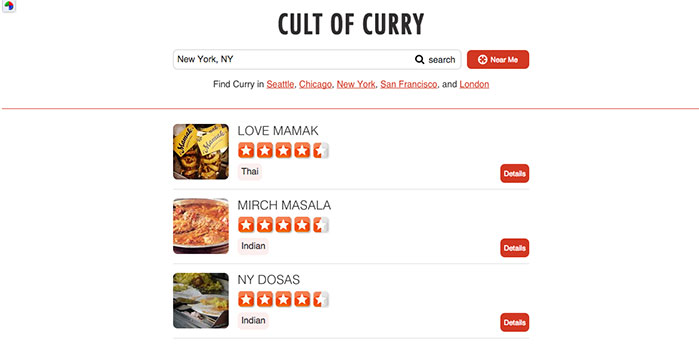 CULT OF CURRY
New York, NY search Near Me
Find Curry in Seattle, Chicago, New York, San Francisco, and London
LOVE MAMAK
Mamak
Thai
Details
MIRCH MASALA
Indian
Details
NY DOSAS
Indian
Details